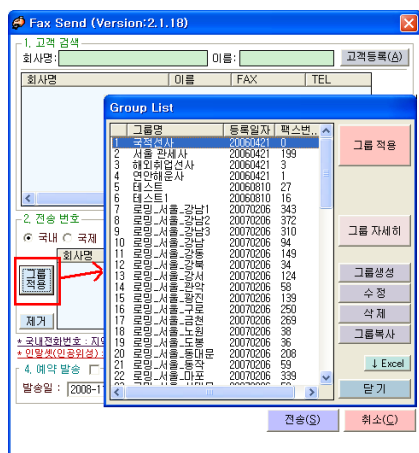 Fax Send (Version:2.1.18)
1. 고객 검색
회사명: 이름: 고객등록(A)
회사명 이름 FAX TEL
Group List
그룹명 등록일자 팩스번..
1 국적선사 20060421 0
2 서울 관세사 20060421 199
3 해외취업선사 20060421 3
4 연안해운사 20060421 1
5 테스트 20060810 27
6 테스트1 20060810 16
7 로밍_서울_강남1 20070206 343
8 로밍_서울_강남2 20070206 372
9 로밍_서울_강남3 20070206 310
10 로밍_서울_강남 20070206 94
11 로밍_서울_강동 20070206 149
12 로밍_서울_강북 20070206 34
13 로밍_서울_강서 20070206 124
14 로밍_서울_관악 20070206 58
15 로밍_서울_광진 20070206 139
16 로밍_서울_구로 20070206 250
17 로밍_서울_금천 20070206 259
18 로밍_서울_노원 20070206 38
19 로밍_서울_도봉 20070206 36
20 로밍_서울_동대문 20070206 208
21 로밍_서울_동작 20070206 59
22 로밍_서울_마포 20070206 339
그룹 적용
그룹 자세히
그룹생성
수 정
삭 제
그룹복사
↓ Excel
닫 기
2. 전송 번호
국내 국제
회사명
그룹
적용
제거
* 국내전화번호 : 지역
* 인말셋(인공위성) :
4. 예약 발송
발송일 : 2008-1
전송(S) 취소(C)